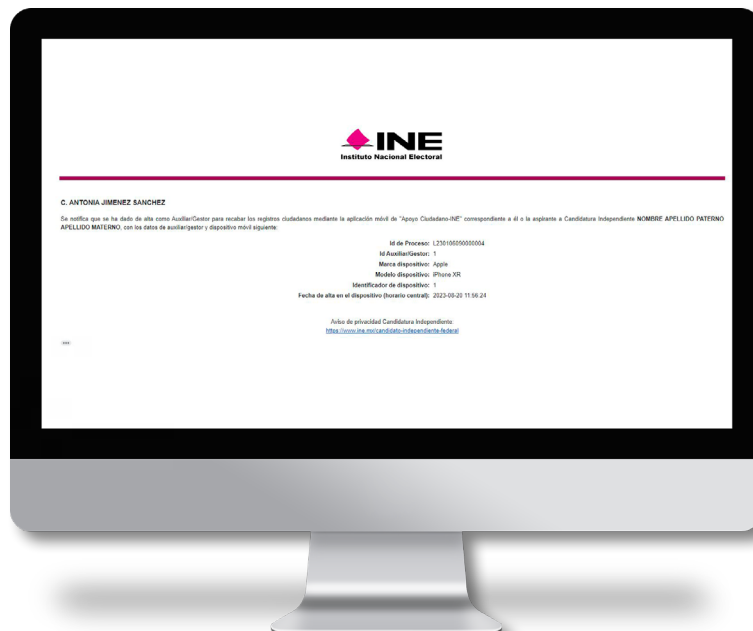 INE
Instituto Nacional Electoral
C. ANTONIA JIMENEZ SANCHEZ
Se notifica que se ha dado de alta como Auxiliar/Gestor para recabar los registros ciudadanos mediante la aplicación móvil de "Apoyo Ciudadano-INE" correspondiente a él o la aspirante a Candidatura Independiente NOMBRE APELLIDO PATERNO
APELLIDO MATERNO, con los datos de auxiliar/gestor y dispositivo móvil siguiente:
Id de Proceso: L230106090000004
Id Auxiliar/Gestor: 1
Marca dispositivo: Apple
Modelo dispositivo: iPhone XR
Identificador de dispositivo: 1
Fecha de alta en el dispositivo (horario central): 2023-08-20 11:56:24
Aviso de privacidad Candidatura Independiente:
https://www.ine.mx/candidato-independiente-federal